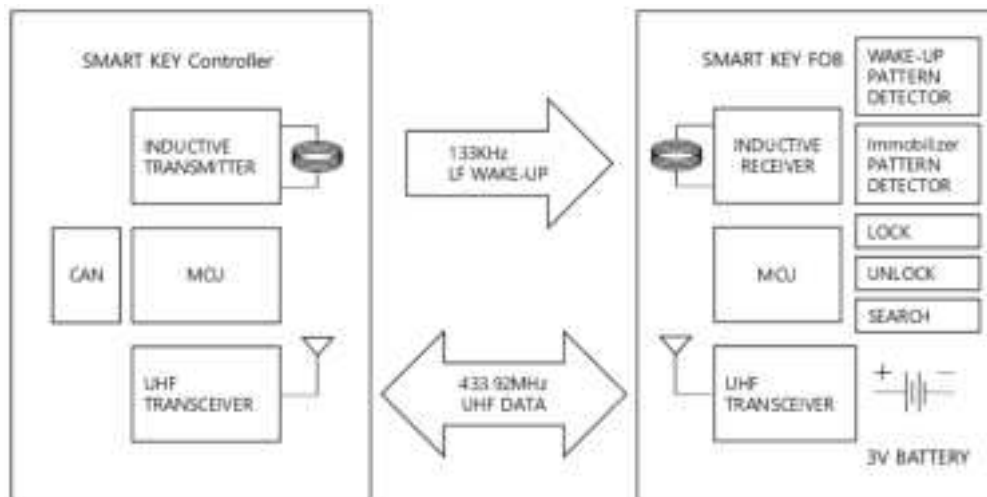 SMART KEY Controller
INDUCTIVE
TRANSMITTER
CAN
MCU
UHF
TRANSCEIVER
133KHz
LF WAKE-UP
433.92MHz
UHF DATA
SMART KEY FOB
WAKE-UP
PATTERN
DETECTOR
INDUCTIVE
RECEIVER
Immobilizer
PATTERN
DETECTOR
MCU
LOCK
UNLOCK
SEARCH
UHF
TRANSCEIVER
+ −
3V BATTERY